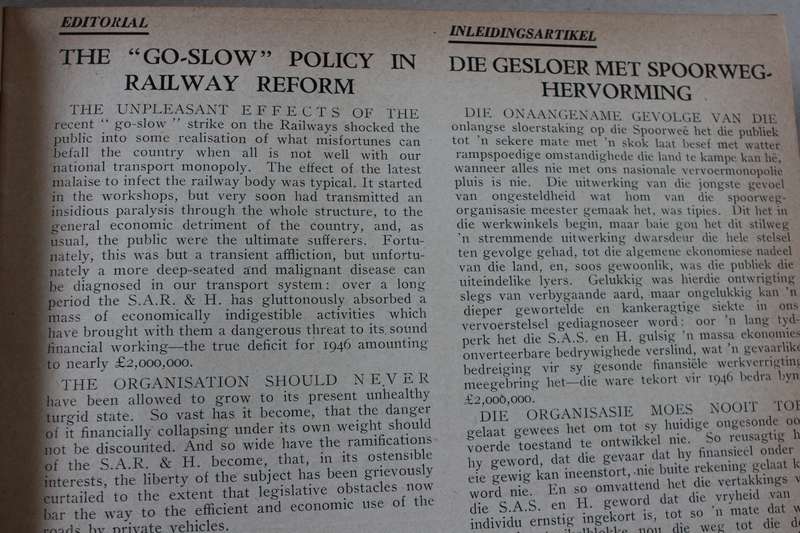 EDITORIAL
THE "GO-SLOW" POLICY IN
RAILWAY REFORM
THE UNPLEASANT EFFECTS OF THE
recent "go-slow" strike on the Railways shocked the
public into some realisation of what misfortunes can
befall the country when all is not well with our
national transport monopoly. The effect of the latest
malaise to infect the railway body was typical. It started
in the workshops, but very soon had transmitted an
insidious paralysis through the whole structure, to the
general economic detriment of the country, and, as
usual, the public were the ultimate sufferers. Fortu-
nately, this was but a transient affliction, but unfortu-
nately a more deep-seated and malignant disease can
be diagnosed in our transport system: over a long
period the S.A.R. & H. has gluttonously absorbed a
mass of economically indigestible activities which
have brought with them a dangerous threat to its sound
financial working—the true deficit for 1946 amounting
to nearly £2,000,000.
THE ORGANISATION SHOULD NEVER
have been allowed to grow to its present unhealthy
turgid state. So vast has it become, that the danger
of it financially collapsing under its own weight should
not be discounted. And so wide have the ramifications
of the S.A.R. & H. become, that, in its ostensible
interests, the liberty of the subject has been grievously
curtailed to the extent that legislative obstacles now
bar the way to the efficient and economic use of the
roads by private vehicles.
INLEIDINGSARTIKEL
DIE GESLOER MET SPOORWEG-
HERVORMING
DIE ONAANGENAME GEVOLGE VAN DIE
onlangse sloerstaking op die Spoorweë het die publiek
tot 'n sekere mate met 'n skok laat besef met watter
rampspoedige omstandighede die land te kampe kan hê,
wanneer alles nie met ons nasionale vervoermonopolie
pluis is nie. Die uitwerking van die jongste gevoel
van ongesteldheid wat hom van die spoorweg-
organisasie meester gemaak het, was tipies. Dit het in
die werkwinkels begin, maar baie gou het dit stilweg
'n stremmende uitwerking dwarsdeur die hele stelsel
ten gevolge gehad, tot die algemene ekonomiese nadeel
van die land, en, soos gewoonlik, was die publiek die
uiteindelike lyers. Gelukkig was hierdie ontwrigting
slegs van verbygaande aard, maar ongelukkig kan 'n
dieper gewortelde en kankeragtige siekte in ons
vervoerstelsel gediagnoseer word: oor 'n lang tyd-
perk het die S.A.S. en H. gulsig 'n massa ekonomies
onverteerbare bedrywighede verslind, wat 'n gevaarlike
bedreiging vir sy gesonde finansiële werkverrigting
meegebring het—die ware tekort vir 1946 bedra byn
£2,000,000.
DIE ORGANISASIE MOES NOOIT
gelaat gewees het om tot sy huidige ongesonde
voerde toestand te ontwikkel nie. So reusagtig
hy geword, dat die gevaar dat hy finansieel onder
eie gewig kan ineenstort, nie buite rekening gelaat
word nie. En so omvattend het die vertakkings
die S.A.S. en H. geword dat die vryheid van
individu ernstig ingekort is, tot so 'n mate dat
nou die weg tot die